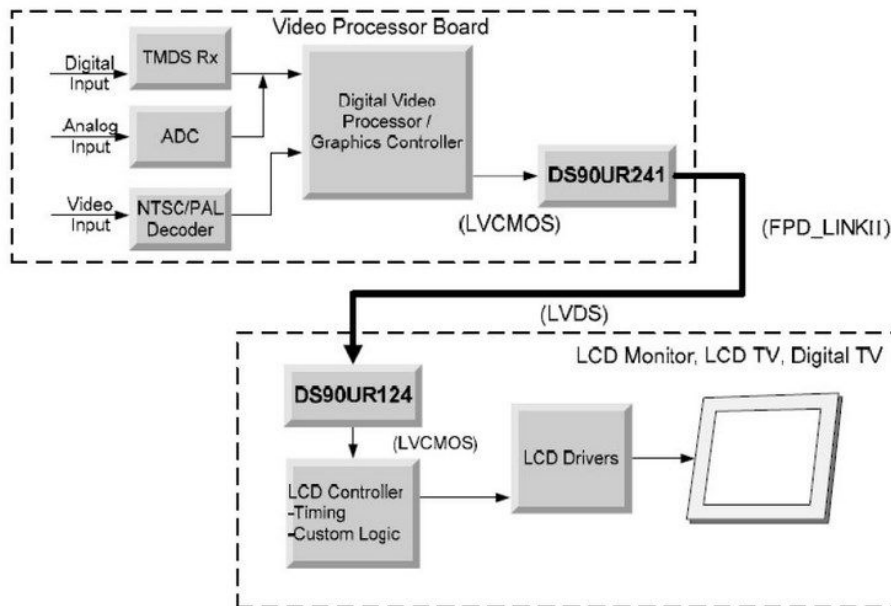 Video Processor Board
Digital
Input
TMDS Rx
Analog
Input
ADC
Video
Input
NTSC/PAL
Decoder
Digital Video
Processor /
Graphics Controller
DS90UR241
(LVCMOS)
(FPD_LINKII)
(LVDS)
LCD Monitor, LCD TV, Digital TV
DS90UR124
(LVCMOS)
LCD Controller
-Timing
-Custom Logic
LCD Drivers